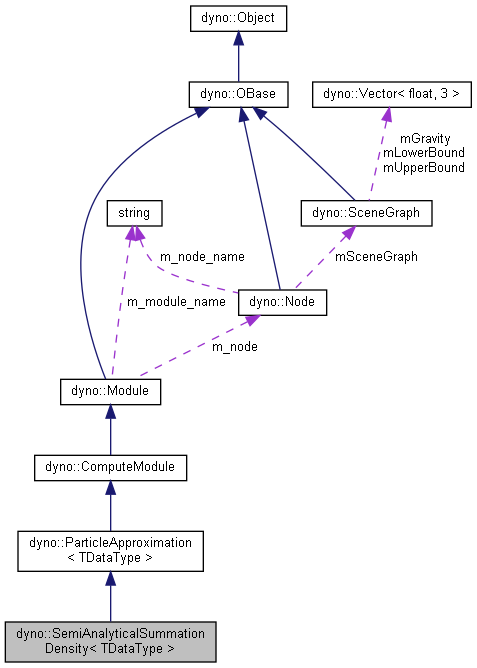 dyno::Object
dyno::OBase
dyno::Vector< float, 3 >
mGravity
mLowerBound
mUpperBound
string
dyno::SceneGraph
m_node_name
mSceneGraph
m_module_name
dyno::Node
m_node
dyno::Module
dyno::ComputeModule
dyno::ParticleApproximation
< TDataType >
dyno::SemiAnalyticalSummation
Density< TDataType >